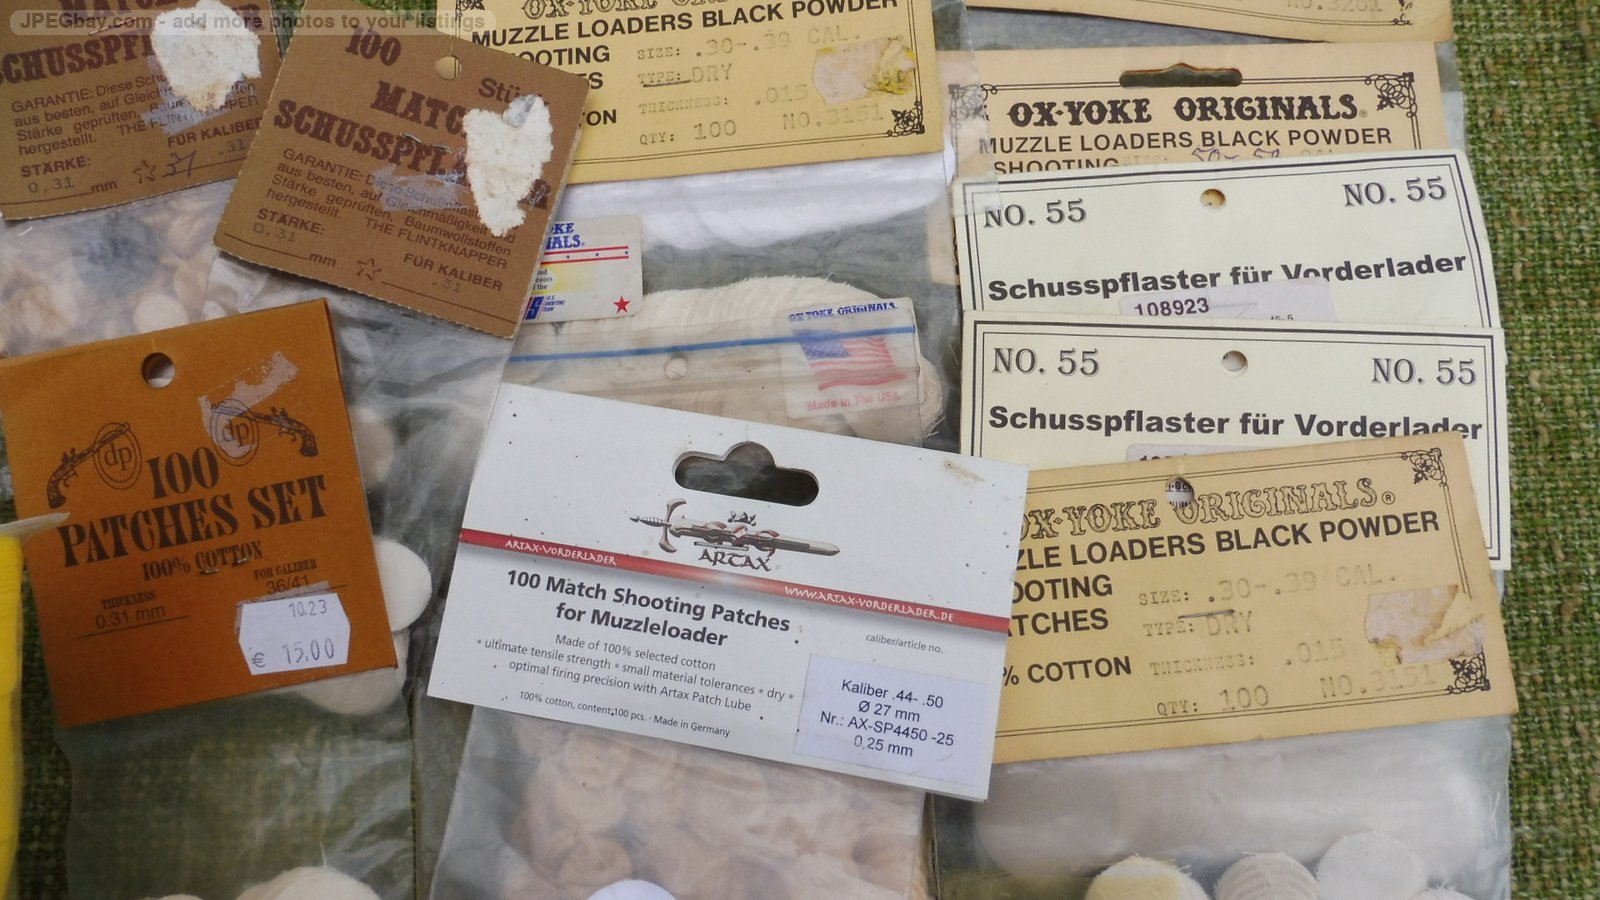 JPEGbay.com - add more photos to your listings
GARANTIE: Diese
aus besten, auf
Stärke geprüften,
hergestellt. THE FLINTKNAPPER
FÜR KALIBER
STÄRKE:
0,31 mm .31
100
MATC
SCHUSSPFL
GARANTIE: Diese Schußpflas
aus besten, auf Gleichmäßigkeit und
Stärke geprüften, Baumwollstoffen
hergestellt. THE FLINTKNAPPER
STÄRKE:
0,31 mm
FÜR KALIBER
.31
OX-YOKE
MUZZLE LOADERS BLACK POWDER
OOTING
SIZE: .30-.39 CAL.
ES
TYPE: DRY
THICKNESS: .015
TON
QTY: 100 NO.3151
NO.3201
OX-YOKE ORIGINALS®
MUZZLE LOADERS BLACK POWDER
SHOOTING
NO. 55 NO. 55
Schusspflaster für Vorderlader
108923
NO. 55 NO. 55
Schusspflaster für Vorderlader
OX-YOKE ORIGINALS®
ZLE LOADERS BLACK POWDER
OOTING
SIZE: .30-.39 CAL.
TCHES
TYPE: DRY
% COTTON
THICKNESS: .015
QTY: 100 NO.3151
OX-YOKE ORIGINALS
Made in The USA
dp dp
100
PATCHES SET
100% COTTON
THICKNESS
0.31 mm
FOR CALIBER
36/41
10.23
€ 15.00
ARTAX
ARTAX-VORDERLADER
WWW.ARTAX-VORDERLADER.DE
100 Match Shooting Patches
for Muzzleloader
caliber/article no.
Made of 100% selected cotton
• ultimate tensile strength • small material tolerances • dry •
optimal firing precision with Artax Patch Lube
100% cotton, content:100 pcs. · Made in Germany
Kaliber .44- .50
Ø 27 mm
Nr.: AX-SP4450 -25
0,25 mm